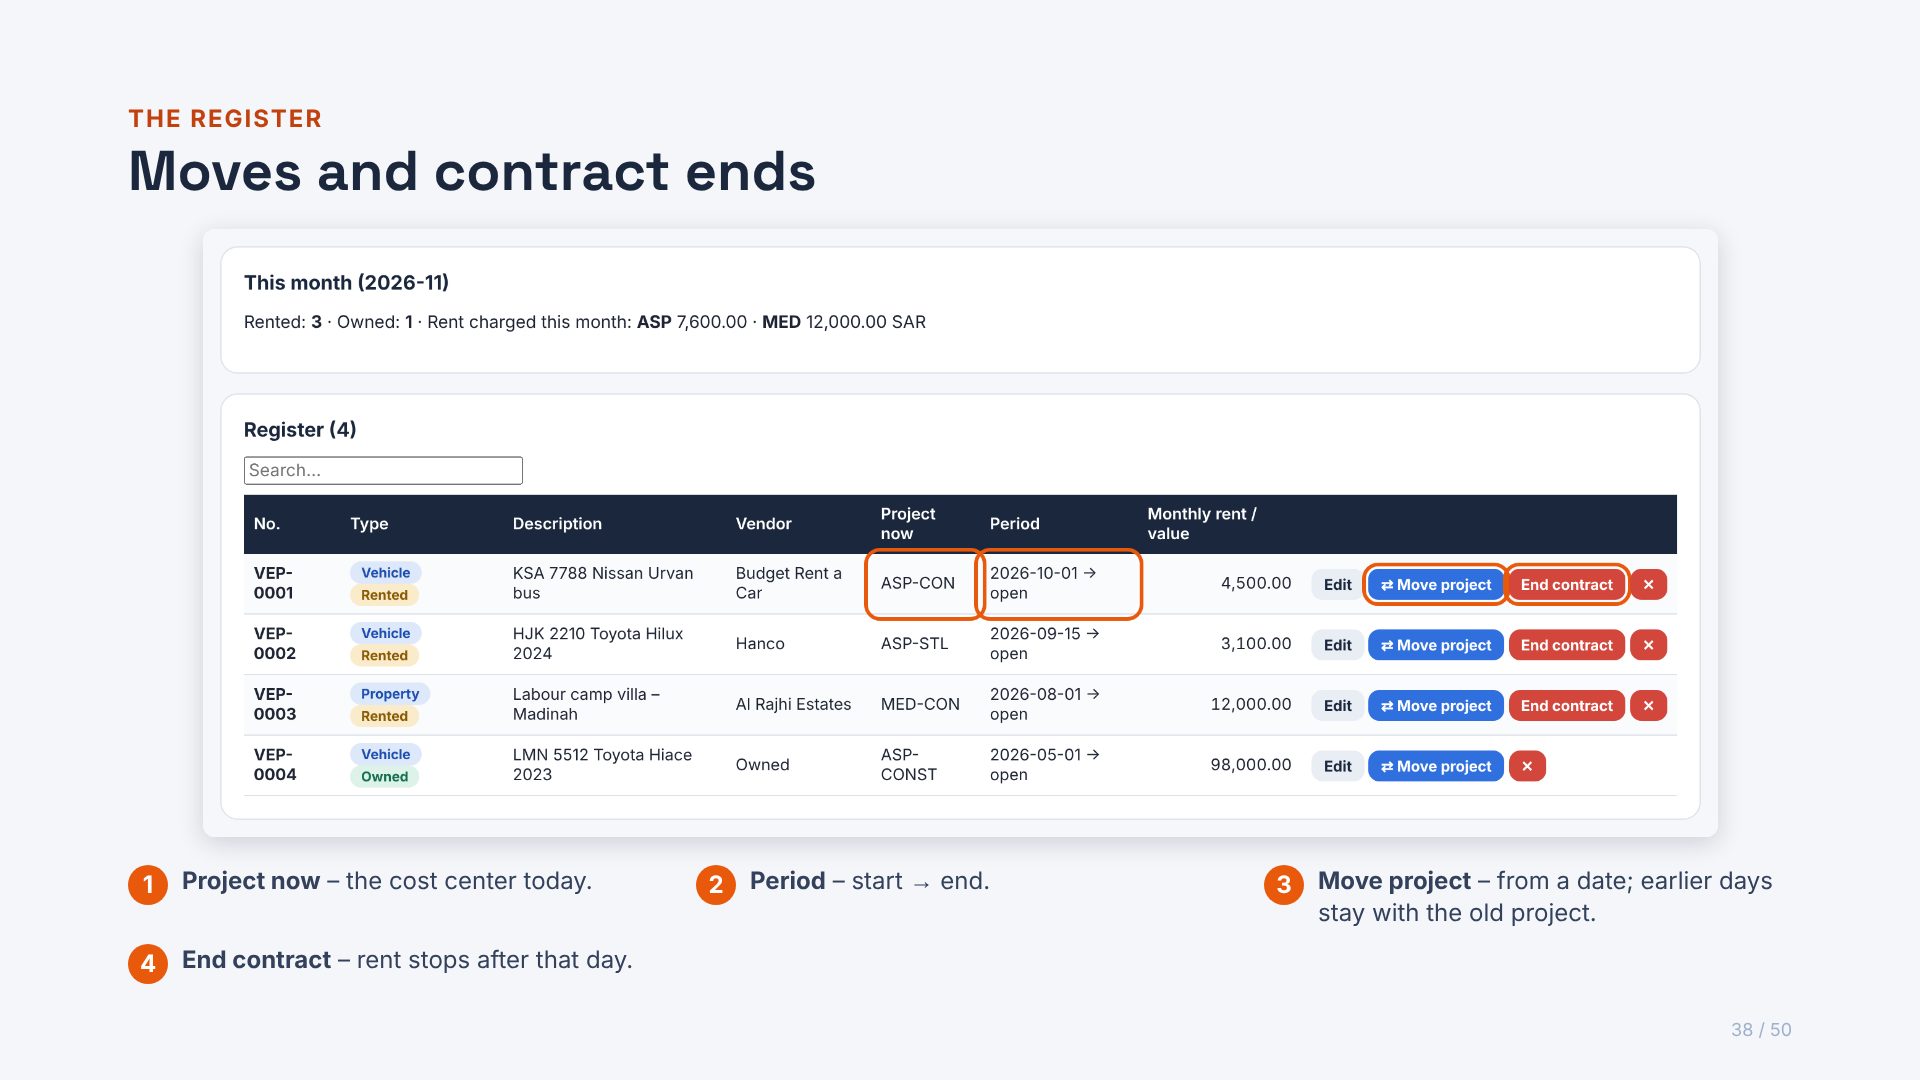 THE REGISTER
Moves and contract ends
This month (2026-11)
Rented: 3 · Owned: 1 · Rent charged this month: ASP 7,600.00 · MED 12,000.00 SAR
Register (4)
Search...
No. Type Description Vendor Project now Period Monthly rent / value
VEP-0001 Vehicle Rented KSA 7788 Nissan Urvan bus Budget Rent a Car ASP-CON 2026-10-01 → open 4,500.00 Edit ⇄ Move project End contract ✕
VEP-0002 Vehicle Rented HJK 2210 Toyota Hilux 2024 Hanco ASP-STL 2026-09-15 → open 3,100.00 Edit ⇄ Move project End contract ✕
VEP-0003 Property Rented Labour camp villa – Madinah Al Rajhi Estates MED-CON 2026-08-01 → open 12,000.00 Edit ⇄ Move project End contract ✕
VEP-0004 Vehicle Owned LMN 5512 Toyota Hiace 2023 Owned ASP-CONST 2026-05-01 → open 98,000.00 Edit ⇄ Move project ✕
1 Project now – the cost center today.
2 Period – start → end.
3 Move project – from a date; earlier days
stay with the old project.
4 End contract – rent stops after that day.
38 / 50